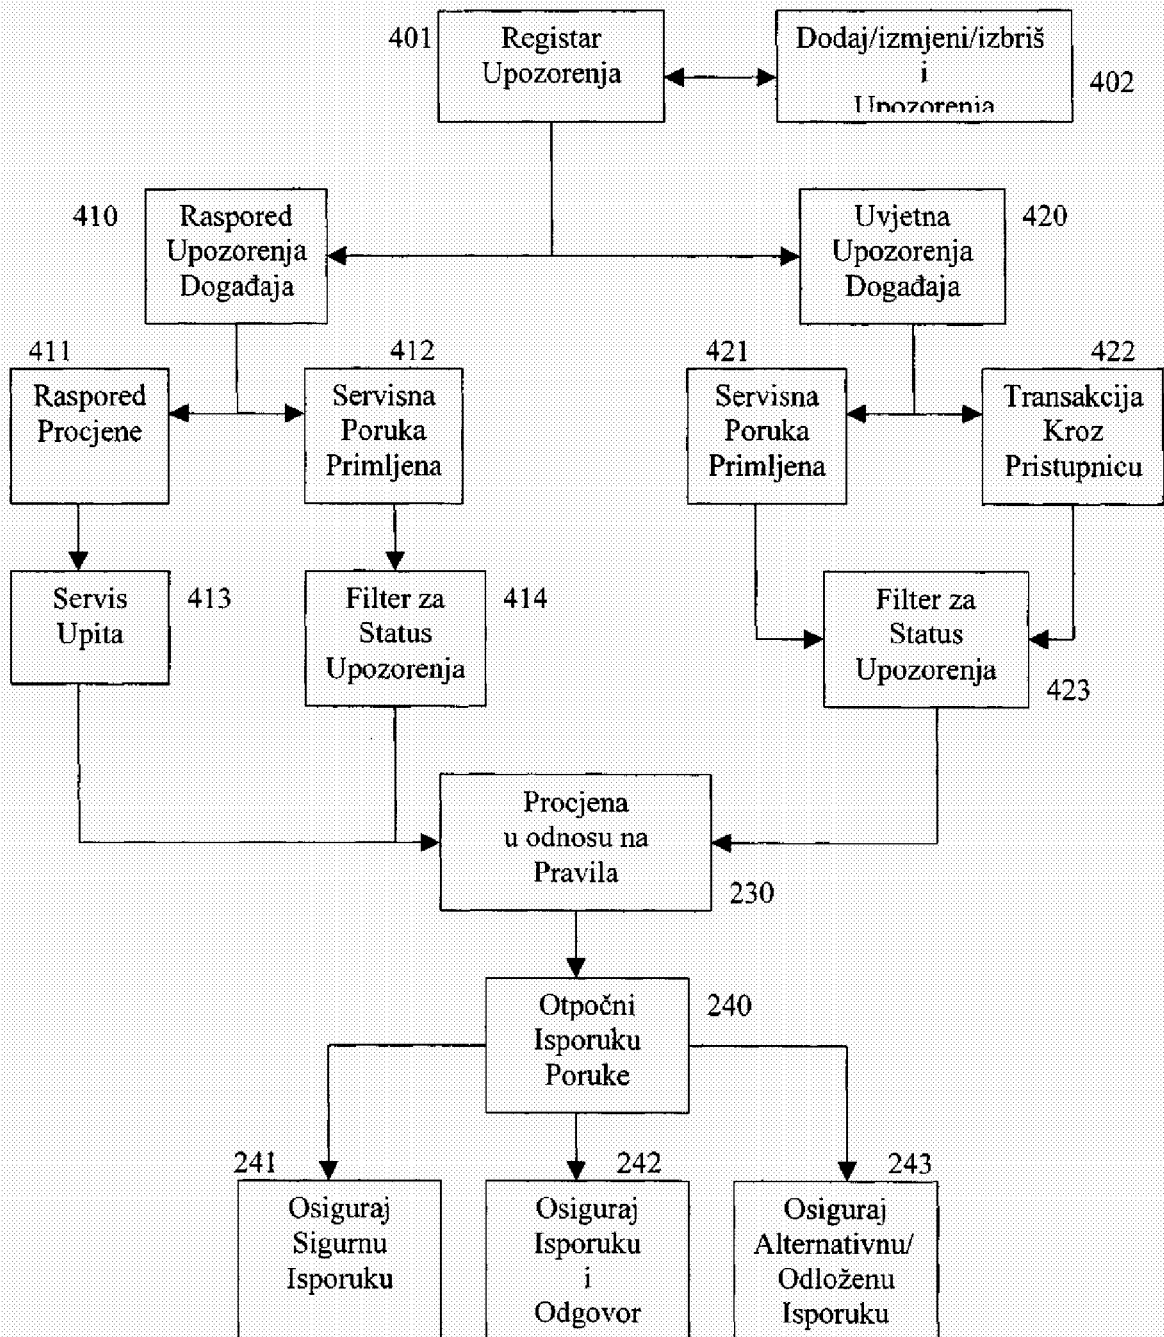 401
Registar
Upozorenja
Dodaj/izmjeni/izbriš
i
Upozorenja
402
410
Raspored
Upozorenja
Događaja
Uvjetna
Upozorenja
Događaja
420
411
Raspored
Procjene
412
Servisna
Poruka
Primljena
421
Servisna
Poruka
Primljena
422
Transakcija
Kroz
Pristupnicu
Servis
Upita
413
Filter za
Status
Upozorenja
414
Filter za
Status
Upozorenja
423
Procjena
u odnosu na
Pravila
230
Otpočni
Isporuku
Poruke
240
241
Osiguraj
Sigurnu
Isporuku
242
Osiguraj
Isporuku
i
Odgovor
243
Osiguraj
Alternativnu/
Odloženu
Isporuku